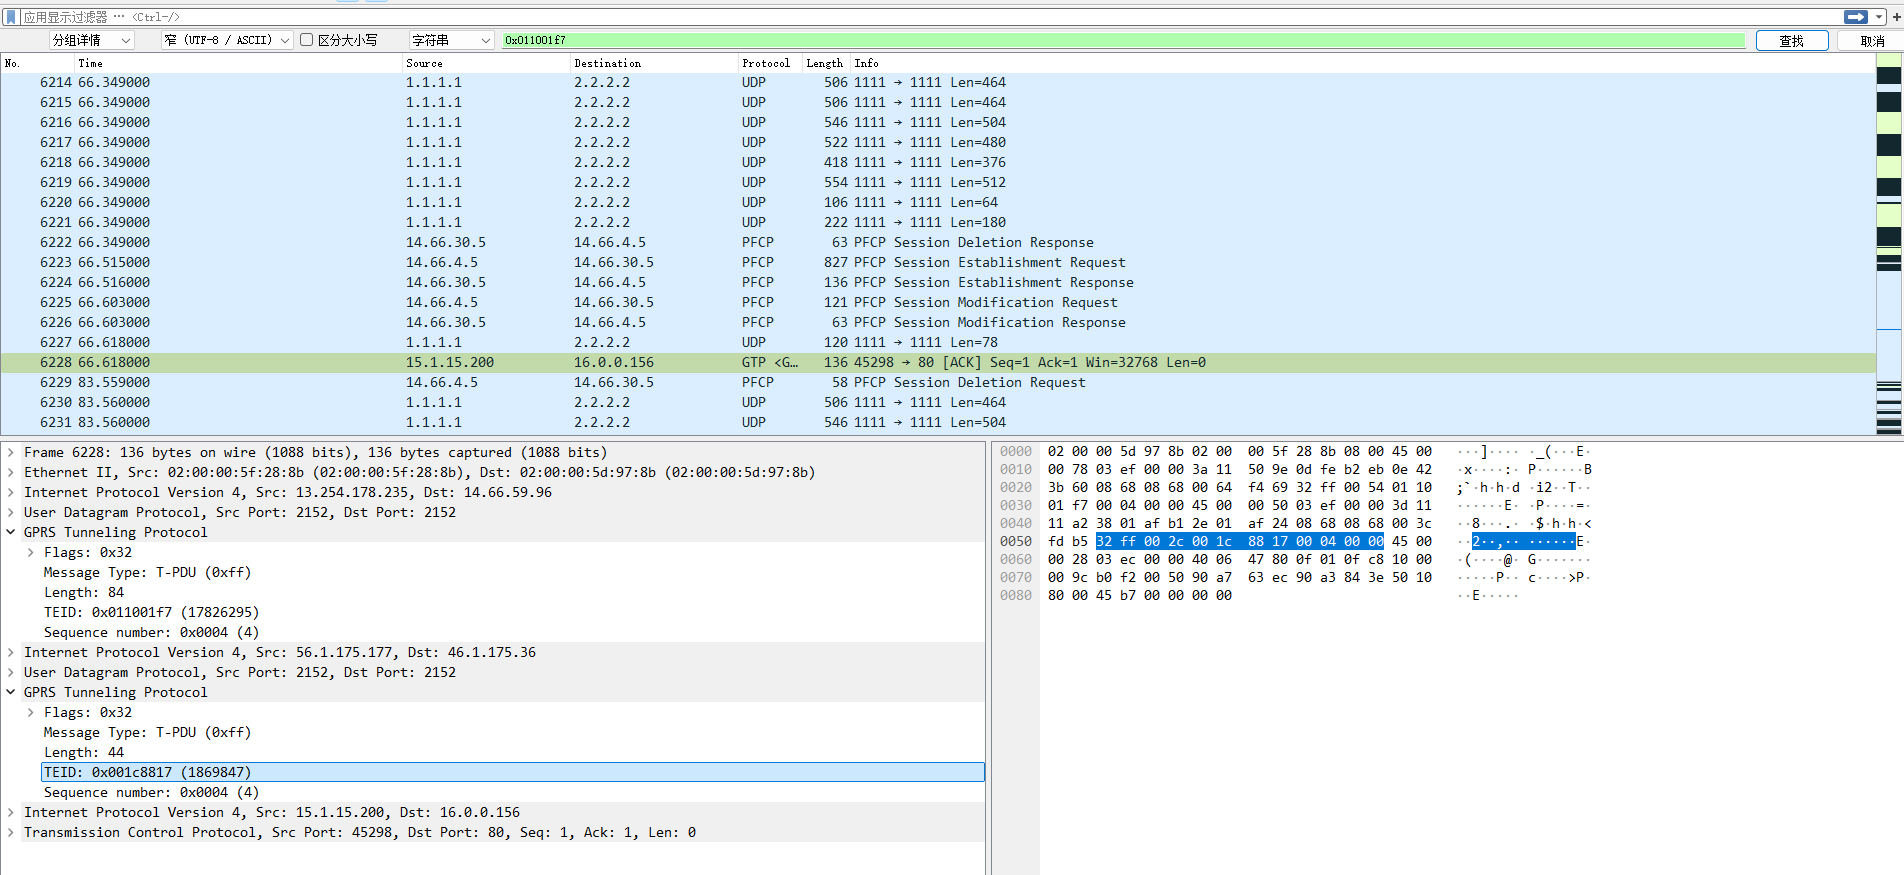 应用显示过滤器 … <Ctrl-/>
分组详情 窄 (UTF-8 / ASCII) 区分大小写 字符串 0x011001f7 查找 取消
No. Time Source Destination Protocol Length Info
6214 66.349000 1.1.1.1 2.2.2.2 UDP 506 1111 → 1111 Len=464
6215 66.349000 1.1.1.1 2.2.2.2 UDP 506 1111 → 1111 Len=464
6216 66.349000 1.1.1.1 2.2.2.2 UDP 546 1111 → 1111 Len=504
6217 66.349000 1.1.1.1 2.2.2.2 UDP 522 1111 → 1111 Len=480
6218 66.349000 1.1.1.1 2.2.2.2 UDP 418 1111 → 1111 Len=376
6219 66.349000 1.1.1.1 2.2.2.2 UDP 554 1111 → 1111 Len=512
6220 66.349000 1.1.1.1 2.2.2.2 UDP 106 1111 → 1111 Len=64
6221 66.349000 1.1.1.1 2.2.2.2 UDP 222 1111 → 1111 Len=180
6222 66.349000 14.66.30.5 14.66.4.5 PFCP 63 PFCP Session Deletion Response
6223 66.515000 14.66.4.5 14.66.30.5 PFCP 827 PFCP Session Establishment Request
6224 66.516000 14.66.30.5 14.66.4.5 PFCP 136 PFCP Session Establishment Response
6225 66.603000 14.66.4.5 14.66.30.5 PFCP 121 PFCP Session Modification Request
6226 66.603000 14.66.30.5 14.66.4.5 PFCP 63 PFCP Session Modification Response
6227 66.618000 1.1.1.1 2.2.2.2 UDP 120 1111 → 1111 Len=78
6228 66.618000 15.1.15.200 16.0.0.156 GTP <G… 136 45298 → 80 [ACK] Seq=1 Ack=1 Win=32768 Len=0
6229 83.559000 14.66.4.5 14.66.30.5 PFCP 58 PFCP Session Deletion Request
6230 83.560000 1.1.1.1 2.2.2.2 UDP 506 1111 → 1111 Len=464
6231 83.560000 1.1.1.1 2.2.2.2 UDP 546 1111 → 1111 Len=504
Frame 6228: 136 bytes on wire (1088 bits), 136 bytes captured (1088 bits)
Ethernet II, Src: 02:00:00:5f:28:8b (02:00:00:5f:28:8b), Dst: 02:00:00:5d:97:8b (02:00:00:5d:97:8b)
Internet Protocol Version 4, Src: 13.254.178.235, Dst: 14.66.59.96
User Datagram Protocol, Src Port: 2152, Dst Port: 2152
GPRS Tunneling Protocol
Flags: 0x32
Message Type: T-PDU (0xff)
Length: 84
TEID: 0x011001f7 (17826295)
Sequence number: 0x0004 (4)
Internet Protocol Version 4, Src: 56.1.175.177, Dst: 46.1.175.36
User Datagram Protocol, Src Port: 2152, Dst Port: 2152
GPRS Tunneling Protocol
Flags: 0x32
Message Type: T-PDU (0xff)
Length: 44
TEID: 0x001c8817 (1869847)
Sequence number: 0x0004 (4)
Internet Protocol Version 4, Src: 15.1.15.200, Dst: 16.0.0.156
Transmission Control Protocol, Src Port: 45298, Dst Port: 80, Seq: 1, Ack: 1, Len: 0
0000 02 00 00 5d 97 8b 02 00 00 5f 28 8b 08 00 45 00 ···]···· ·_(···E·
0010 00 78 03 ef 00 00 3a 11 50 9e 0d fe b2 eb 0e 42 ·x····:· P······B
0020 3b 60 08 68 08 68 00 64 f4 69 32 ff 00 54 01 10 ;`·h·h·d ·i2··T··
0030 01 f7 00 04 00 00 45 00 00 50 03 ef 00 00 3d 11 ······E· ·P····=·
0040 11 a2 38 01 af b1 2e 01 af 24 08 68 08 68 00 3c ··8···.· ·$·h·h·<
0050 fd b5 32 ff 00 2c 00 1c 88 17 00 04 00 00 45 00 ··2··,·· ······E·
0060 00 28 03 ec 00 00 40 06 47 80 0f 01 0f c8 10 00 ·(····@· G·······
0070 00 9c b0 f2 00 50 90 a7 63 ec 90 a3 84 3e 50 10 ·····P·· c····>P·
0080 80 00 45 b7 00 00 00 00 ··E·····